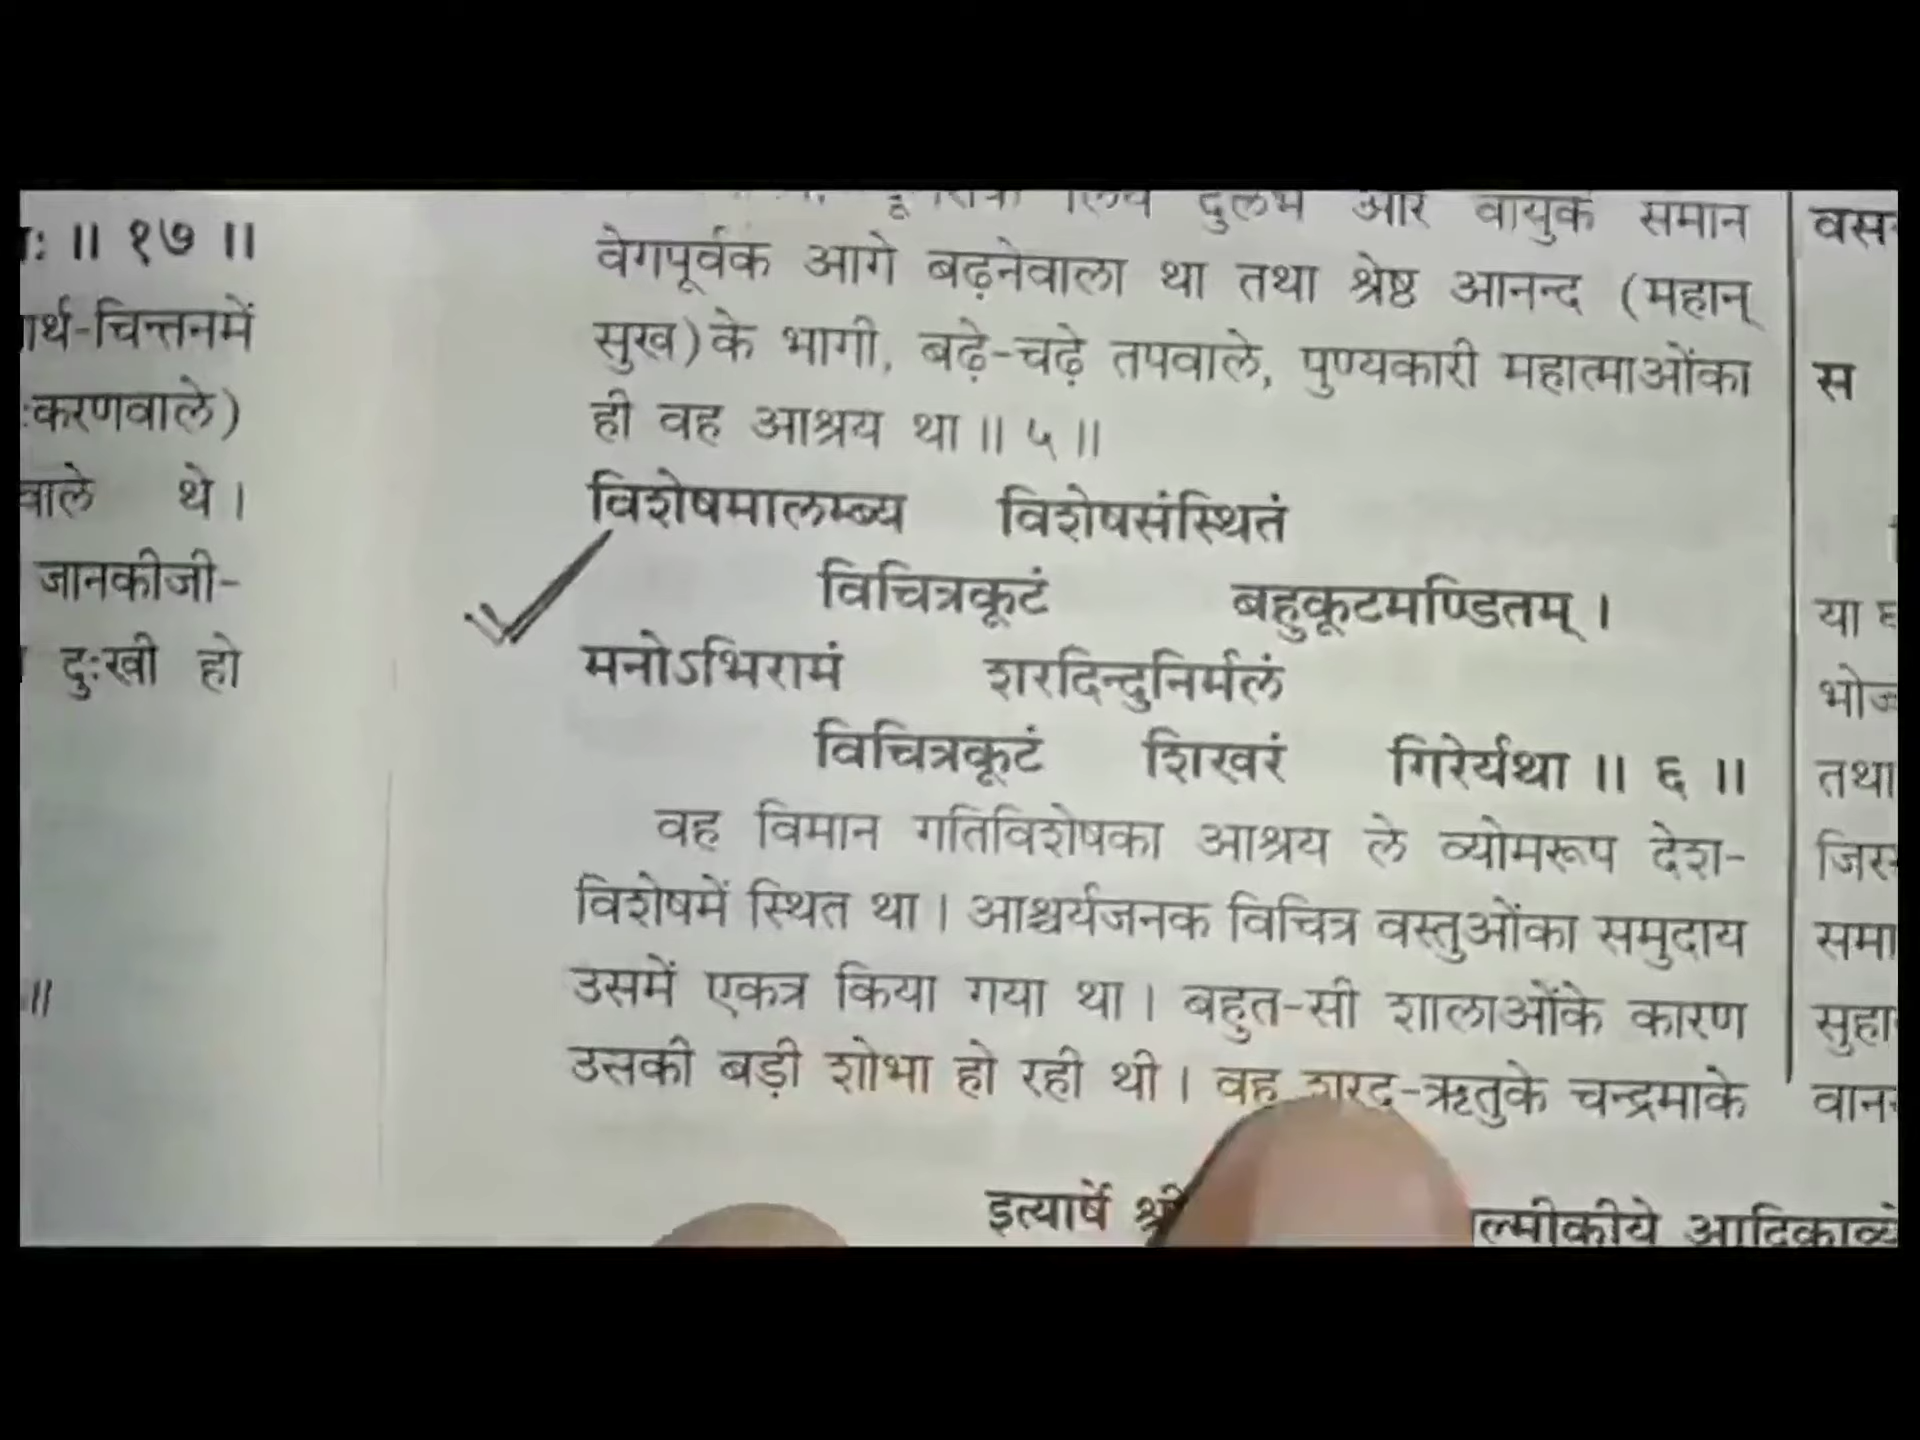 ः ॥ १७ ॥
र्थ-चिन्तनमें
करणवाले)
वाले थे।
जानकीजी-
दुःखी हो
॥
लिये दुर्लभ और वायुके समान
वेगपूर्वक आगे बढ़नेवाला था तथा श्रेष्ठ आनन्द (महान्
सुख)के भागी, बढ़े-चढ़े तपवाले, पुण्यकारी महात्माओंका
ही वह आश्रय था॥ ५॥
विशेषमालम्ब्य विशेषसंस्थितं
विचित्रकूटं बहुकूटमण्डितम्।
मनोऽभिरामं शरदिन्दुनिर्मलं
विचित्रकूटं शिखरं गिरेर्यथा॥ ६॥
वह विमान गतिविशेषका आश्रय ले व्योमरूप देश-
विशेषमें स्थित था। आश्चर्यजनक विचित्र वस्तुओंका समुदाय
उसमें एकत्र किया गया था। बहुत-सी शालाओंके कारण
उसकी बड़ी शोभा हो रही थी। वह शरद्-ऋतुके चन्द्रमाके
इत्यार्षे श्री ल्मीकीये आदिकाव्ये
वस
स
या
भोज
तथा
जिस
समा
सुहा
वान